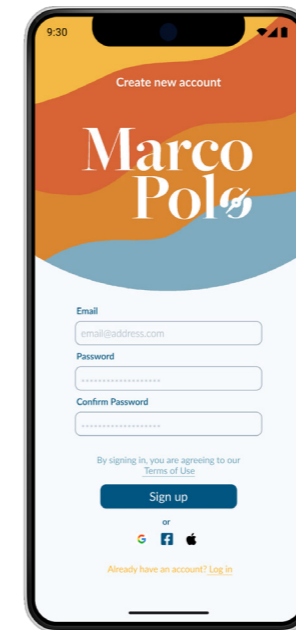 9:30
Create new account
Marco
Polo
Email
email@address.com
Password
Confirm Password
By signing in, you are agreeing to our
Terms of Use
Sign up
or
Already have an account? Log in